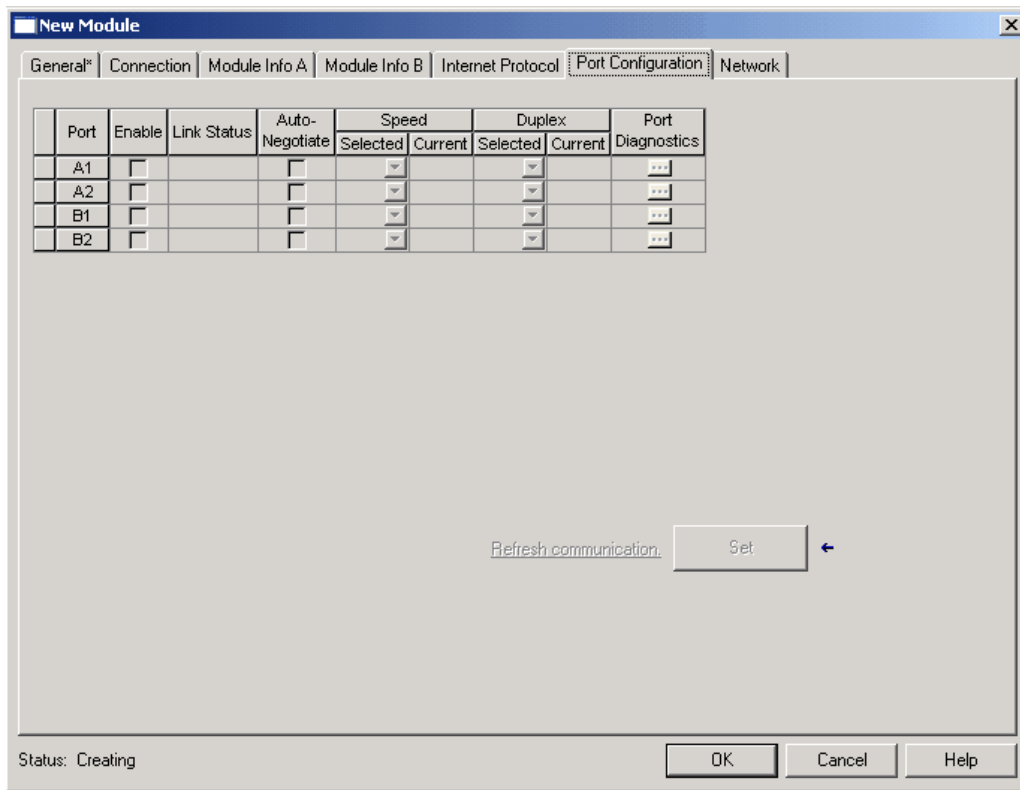 New Module
General* Connection Module Info A Module Info B Internet Protocol Port Configuration Network
Port Enable Link Status Auto-Negotiate Speed Duplex Port Diagnostics
Selected Current Selected Current
A1
A2
B1
B2
Refresh communication. Set
Status: Creating OK Cancel Help